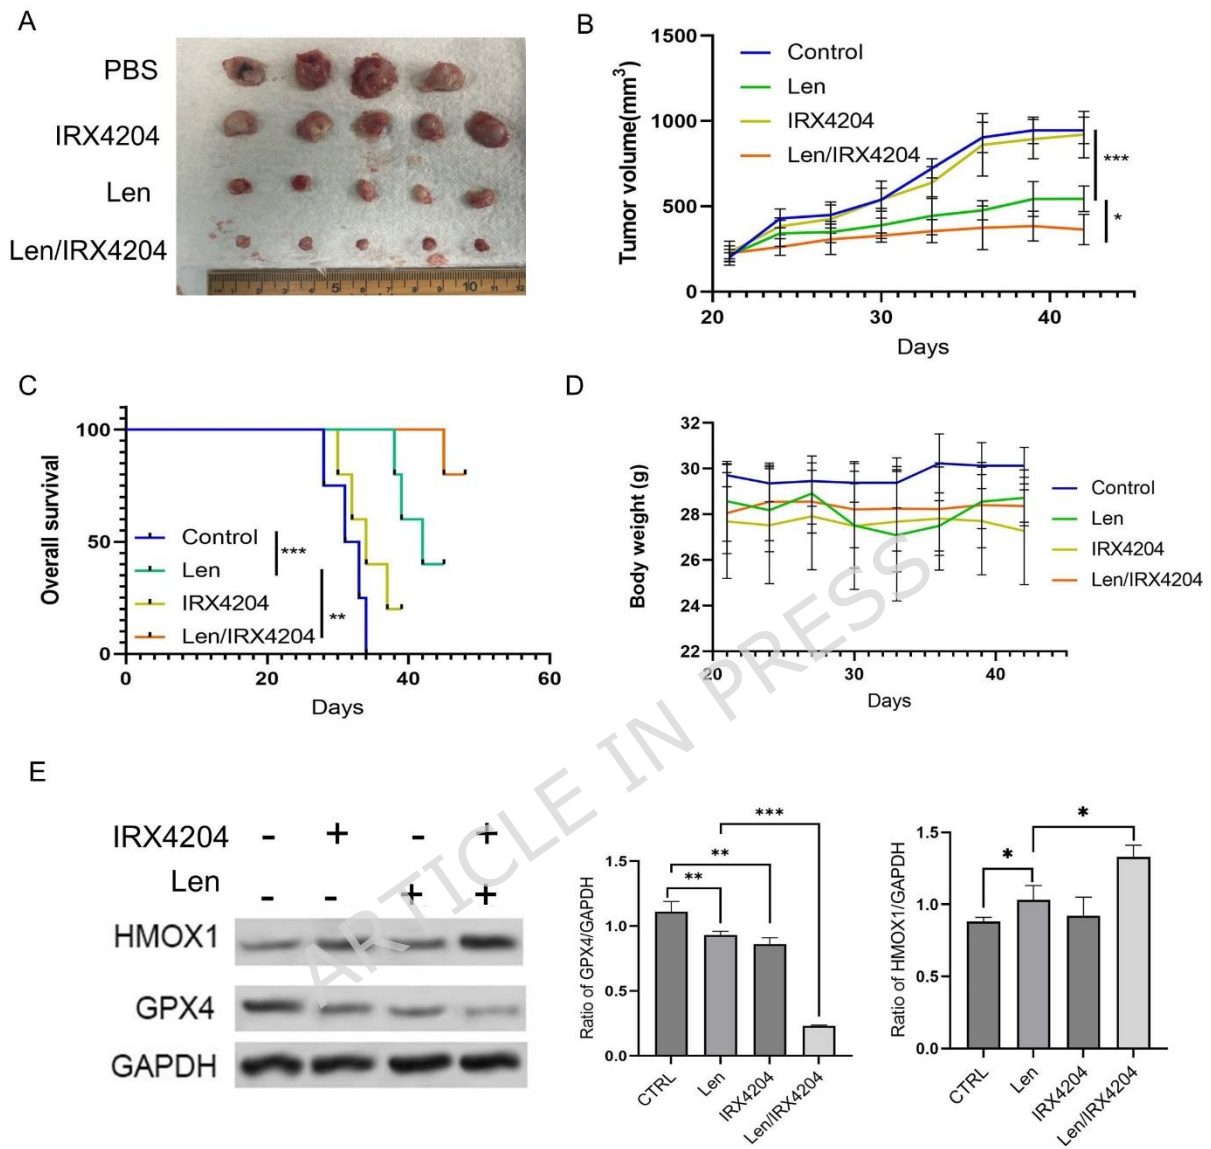 A
PBS
IRX4204
Len
Len/IRX4204
5
10
B
Tumor volume(mm3)
1500
1000
500
0
20
30
40
Days
Control
Len
IRX4204
Len/IRX4204
***
*
C
Overall survival
100
50
0
0
20
40
60
Days
Control
Len
IRX4204
Len/IRX4204
***
**
D
Body weight (g)
32
30
28
26
24
22
20
30
40
Days
Control
Len
IRX4204
Len/IRX4204
ARTICLE IN PRESS
E
IRX4204 - + - +
Len - - + +
HMOX1
GPX4
GAPDH
Ratio of GPX4/GAPDH
1.5
1.0
0.5
0.0
**
**
***
CTRL
Len
IRX4204
Len/IRX4204
Ratio of HMOX1/GAPDH
1.5
1.0
0.5
0.0
*
*
CTRL
Len
IRX4204
Len/IRX4204